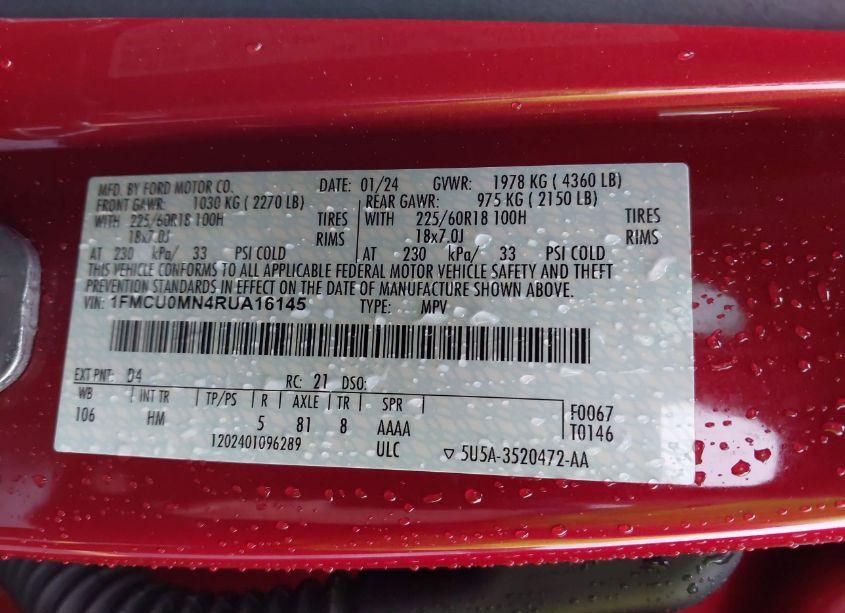 MFD. BY FORD MOTOR CO. DATE: 01/24 GVWR: 1978 KG ( 4360 LB)
FRONT GAWR: 1030 KG ( 2270 LB) REAR GAWR: 975 KG ( 2150 LB)
WITH 225/60R18 100H TIRES WITH 225/60R18 100H TIRES
18x7.0J RIMS 18x7.0J RIMS
AT 230 kPa/ 33 PSI COLD AT 230 kPa/ 33 PSI COLD
THIS VEHICLE CONFORMS TO ALL APPLICABLE FEDERAL MOTOR VEHICLE SAFETY AND THEFT
PREVENTION STANDARDS IN EFFECT ON THE DATE OF MANUFACTURE SHOWN ABOVE.
VIN: 1FMCU0MN4RUA16145 TYPE: MPV
EXT PNT: D4 RC: 21 DSO:
WB INT TR TP/PS R AXLE TR SPR
106 HM 5 81 8 AAAA
F0067
T0146
1202401096289 ULC ▽ 5U5A-3520472-AA